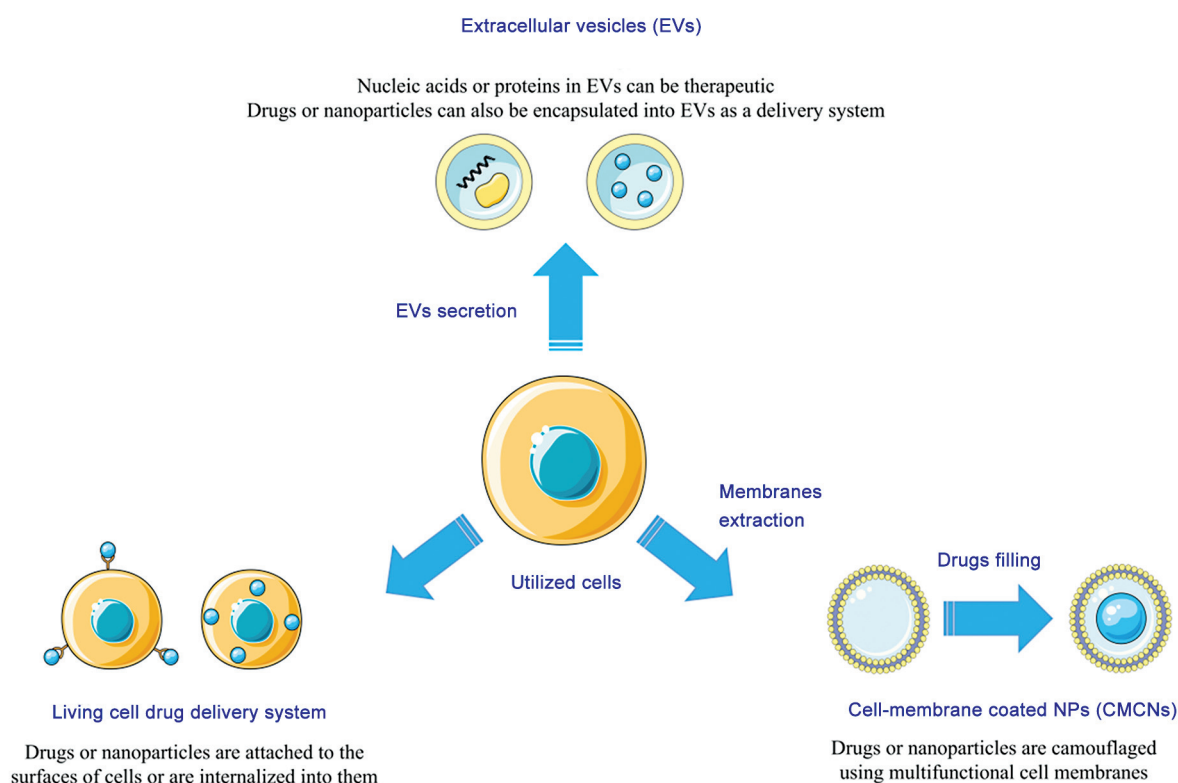 Extracellular vesicles (EVs)
Nucleic acids or proteins in EVs can be therapeutic
Drugs or nanoparticles can also be encapsulated into EVs as a delivery system
EVs secretion
Membranes
extraction
Utilized cells
Drugs filling
Living cell drug delivery system
Drugs or nanoparticles are attached to the
surfaces of cells or are internalized into them
Cell-membrane coated NPs (CMCNs)
Drugs or nanoparticles are camouflaged
using multifunctional cell membranes